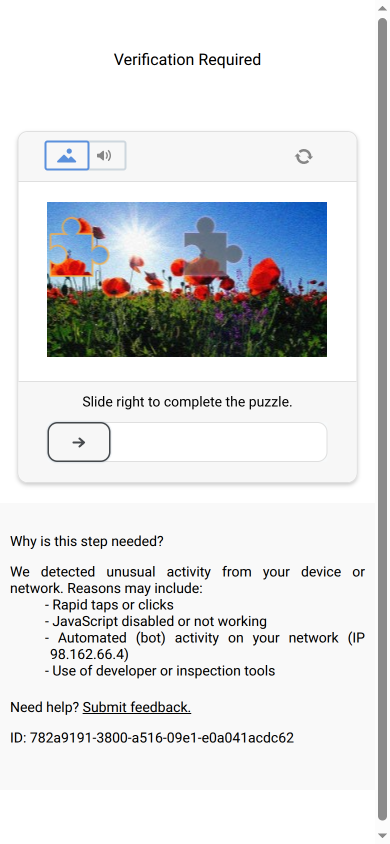 Verification Required
Slide right to complete the puzzle.
Why is this step needed?
We detected unusual activity from your device or
network. Reasons may include:
- Rapid taps or clicks
- JavaScript disabled or not working
- Automated (bot) activity on your network (IP
98.162.66.4)
- Use of developer or inspection tools
Need help? Submit feedback.
ID: 782a9191-3800-a516-09e1-e0a041acdc62